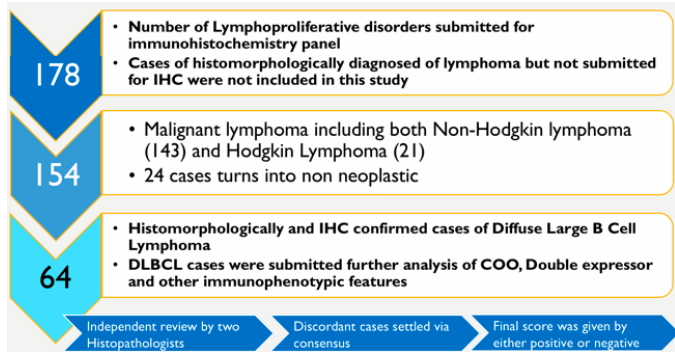 178
• Number of Lymphoproliferative disorders submitted for
immunohistochemistry panel
• Cases of histomorphologically diagnosed of lymphoma but not submitted
for IHC were not included in this study
154
• Malignant lymphoma including both Non-Hodgkin lymphoma
(143) and Hodgkin Lymphoma (21)
• 24 cases turns into non neoplastic
64
• Histomorphologically and IHC confirmed cases of Diffuse Large B Cell
Lymphoma
• DLBCL cases were submitted further analysis of COO, Double expressor
and other immunophenotypic features
Independent review by two
Histopathologists
Discordant cases settled via
consensus
Final score was given by
either positive or negative